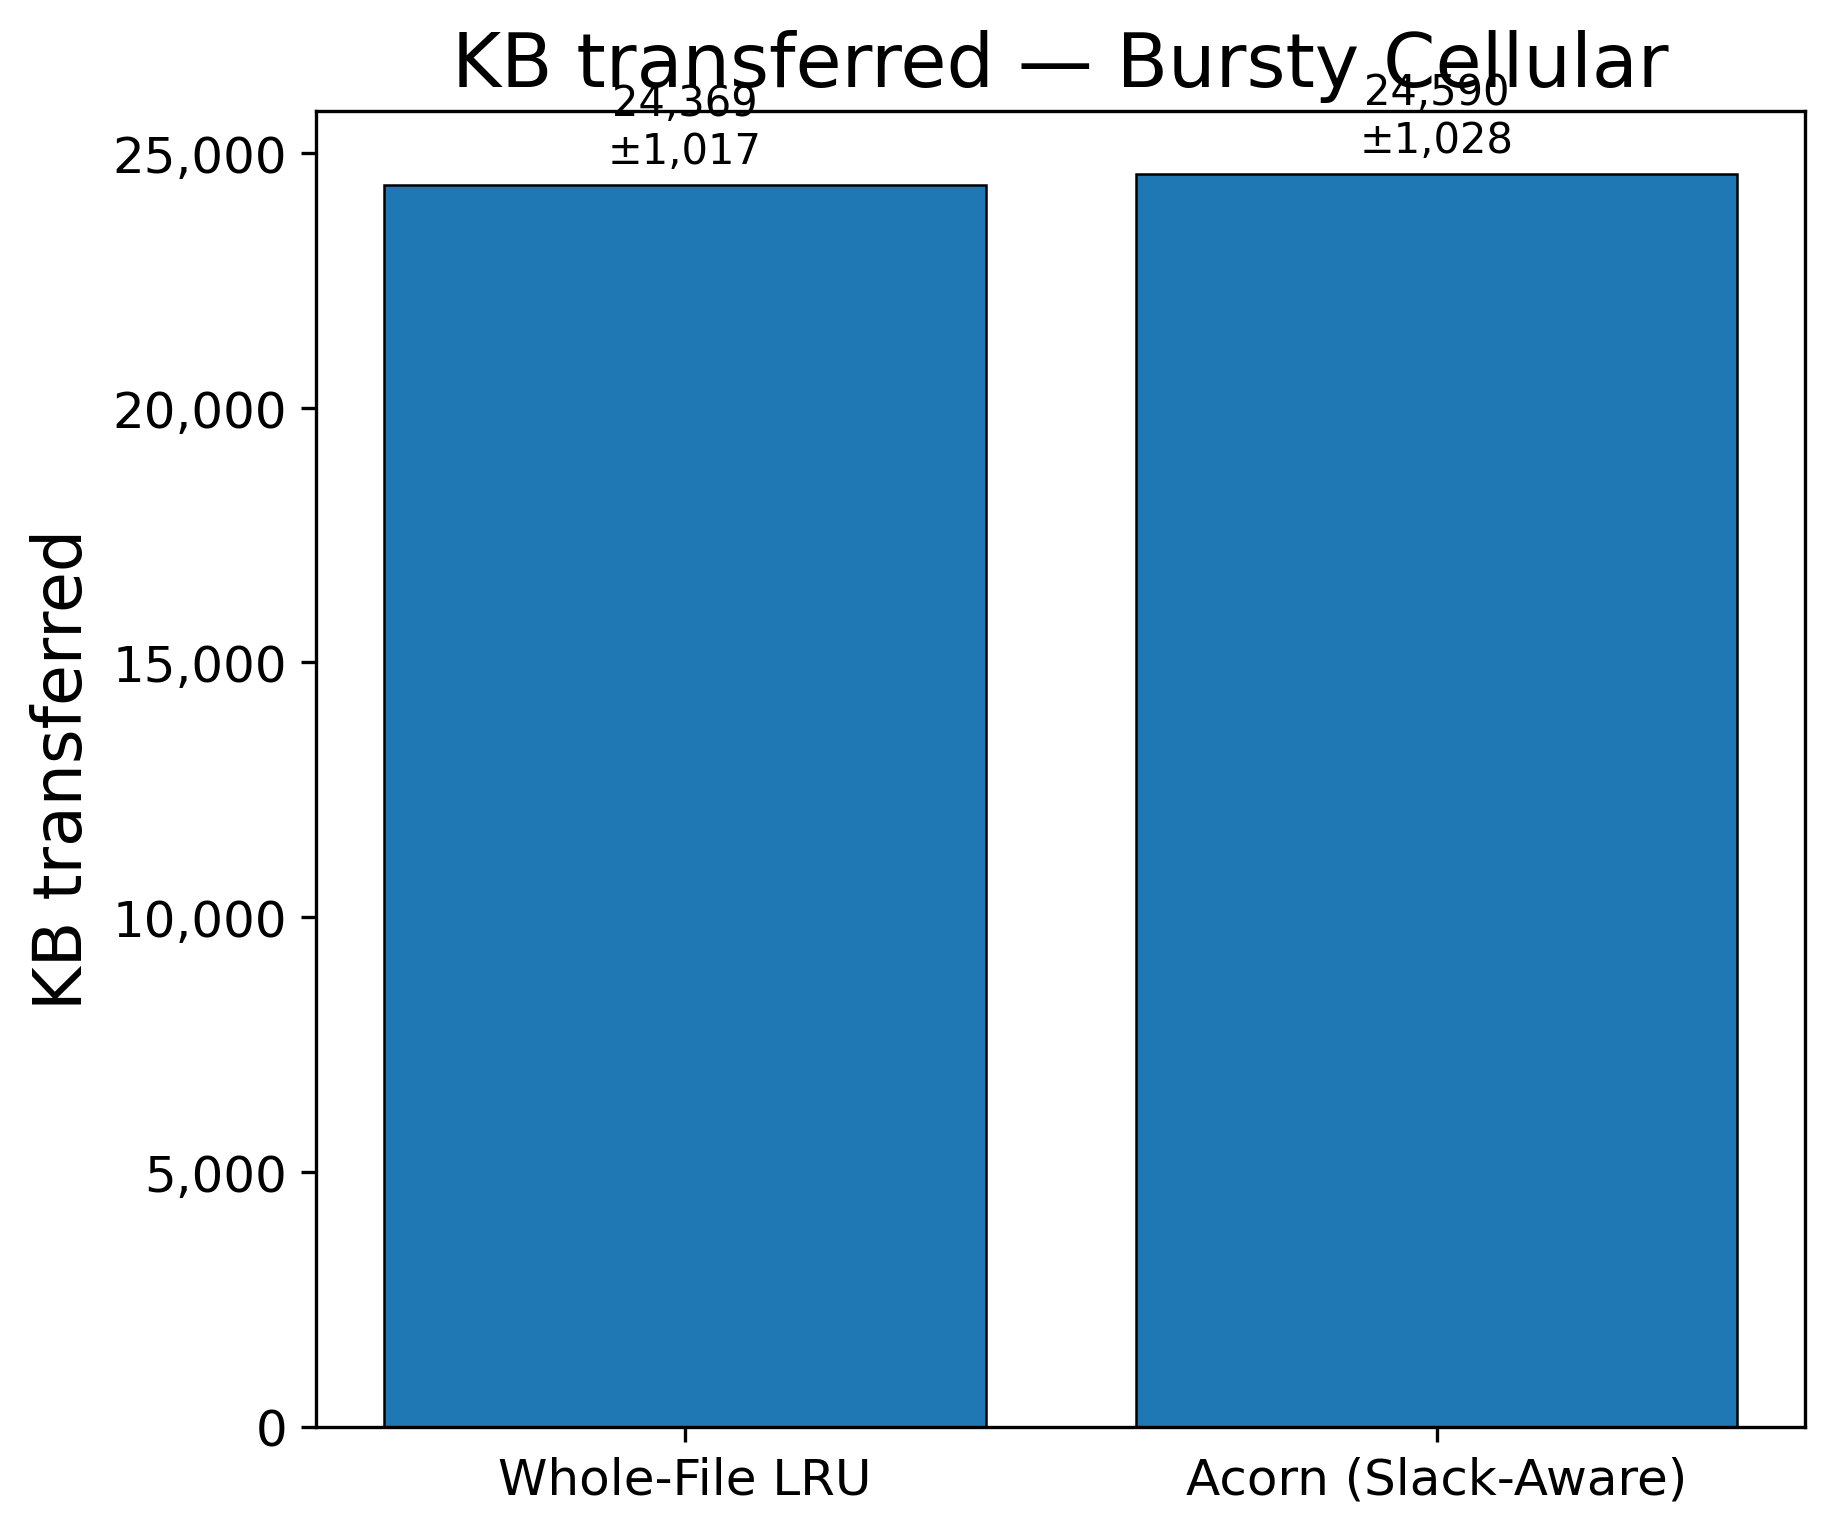 KB transferred — Bursty Cellular
24,369
±1,017
24,590
±1,028
KB transferred
25,000
20,000
15,000
10,000
5,000
0
Whole-File LRU
Acorn (Slack-Aware)